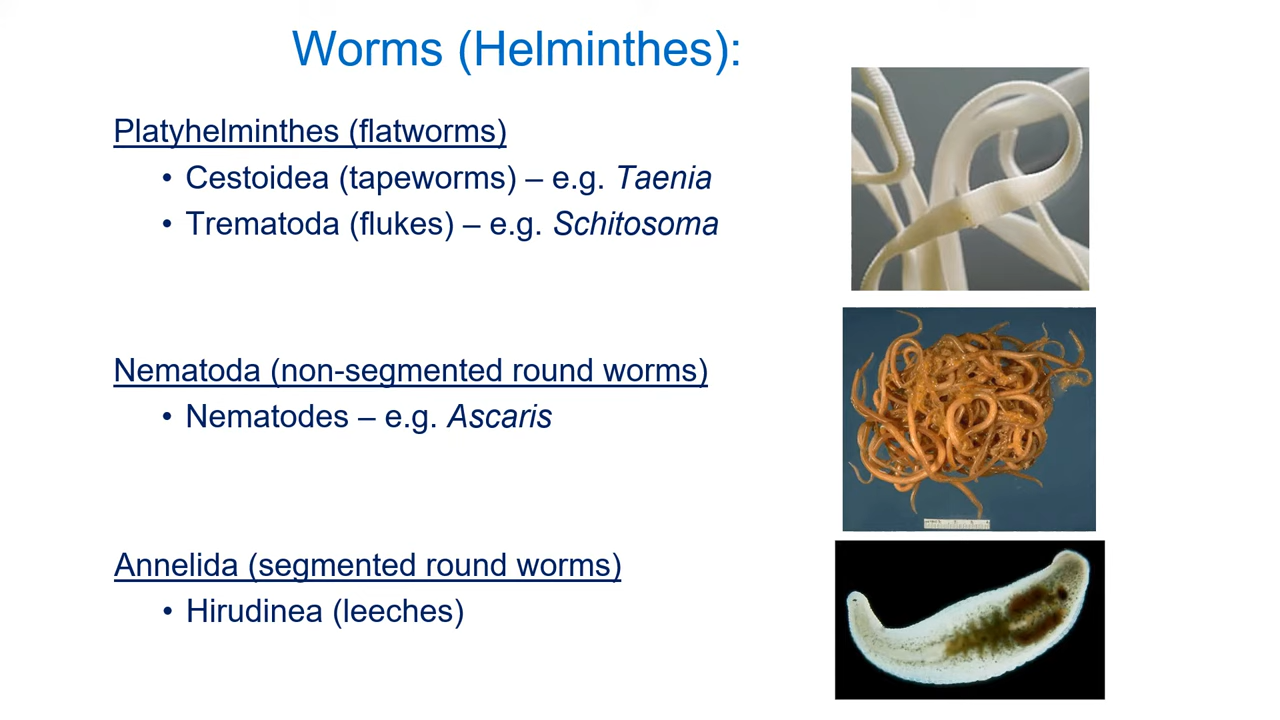 Worms (Helminthes):
Platyhelminthes (flatworms)
• Cestoidea (tapeworms) – e.g. Taenia
• Trematoda (flukes) – e.g. Schitosoma
Nematoda (non-segmented round worms)
• Nematodes – e.g. Ascaris
Annelida (segmented round worms)
• Hirudinea (leeches)